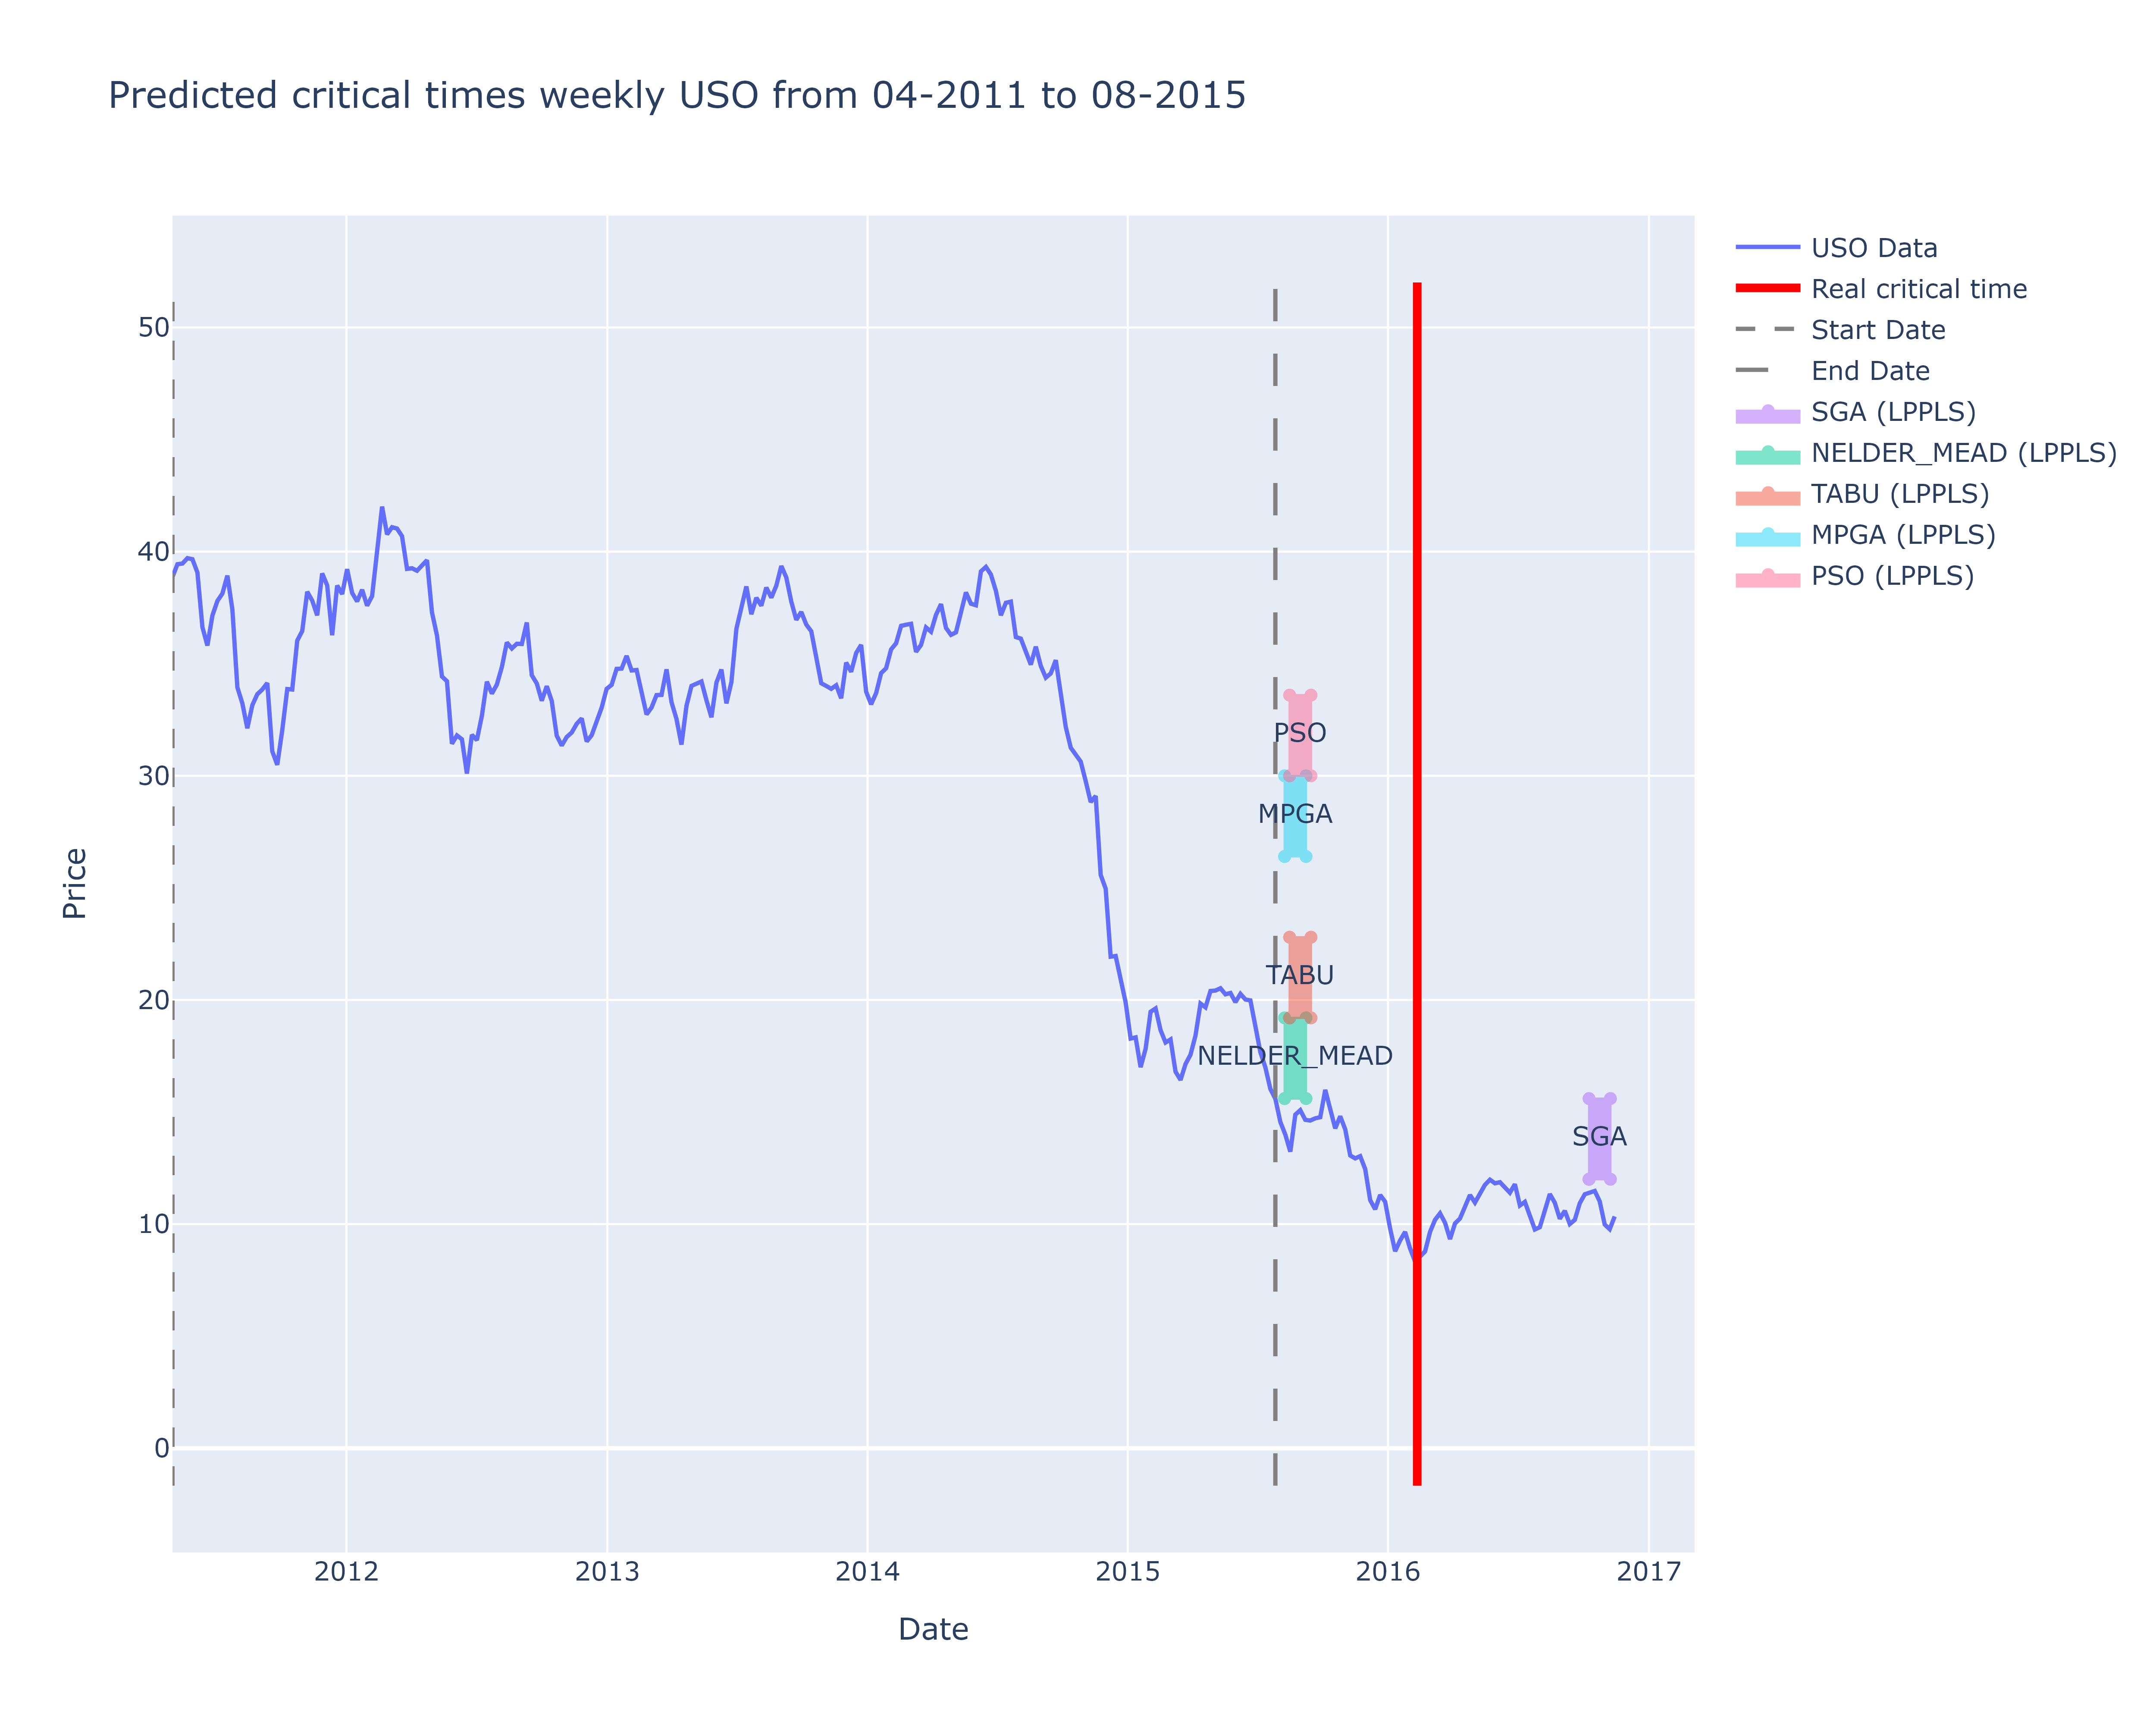 Predicted critical times weekly USO from 04-2011 to 08-2015
USO Data
Real critical time
Start Date
End Date
SGA (LPPLS)
NELDER_MEAD (LPPLS)
TABU (LPPLS)
MPGA (LPPLS)
PSO (LPPLS)
50
40
30
20
10
0
Price
PSO
MPGA
TABU
NELDER_MEAD
SGA
2012
2013
2014
2015
2016
2017
Date